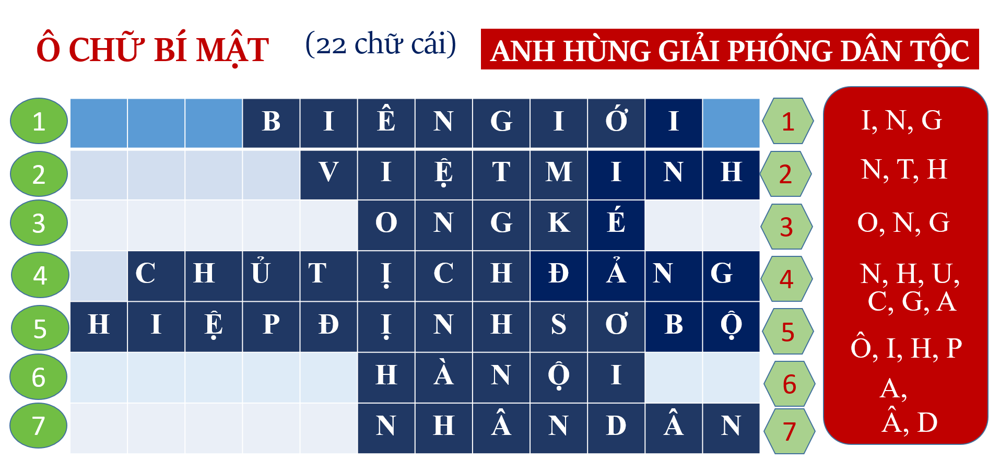 Ô CHỮ BÍ MẬT (22 chữ cái) ANH HÙNG GIẢI PHÓNG DÂN TỘC
1 B I Ê N G I Ớ I 1 I, N, G
2 V I Ệ T M I N H 2 N, T, H
3 O N G K É 3 O, N, G
4 C H Ủ T Ị C H Đ Ả N G 4 N, H, U,
C, G, A
5 H I Ệ P Đ Ị N H S Ơ B Ộ 5 Ô, I, H, P
6 H À N Ộ I 6 A,
7 N H Â N D Â N 7 Â, D